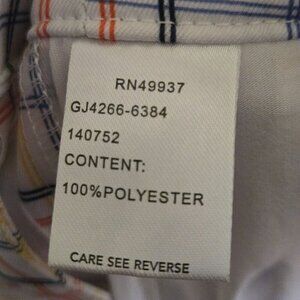 RN49937
GJ4266-6384
140752
CONTENT:
100%POLYESTER
CARE SEE REVERSE